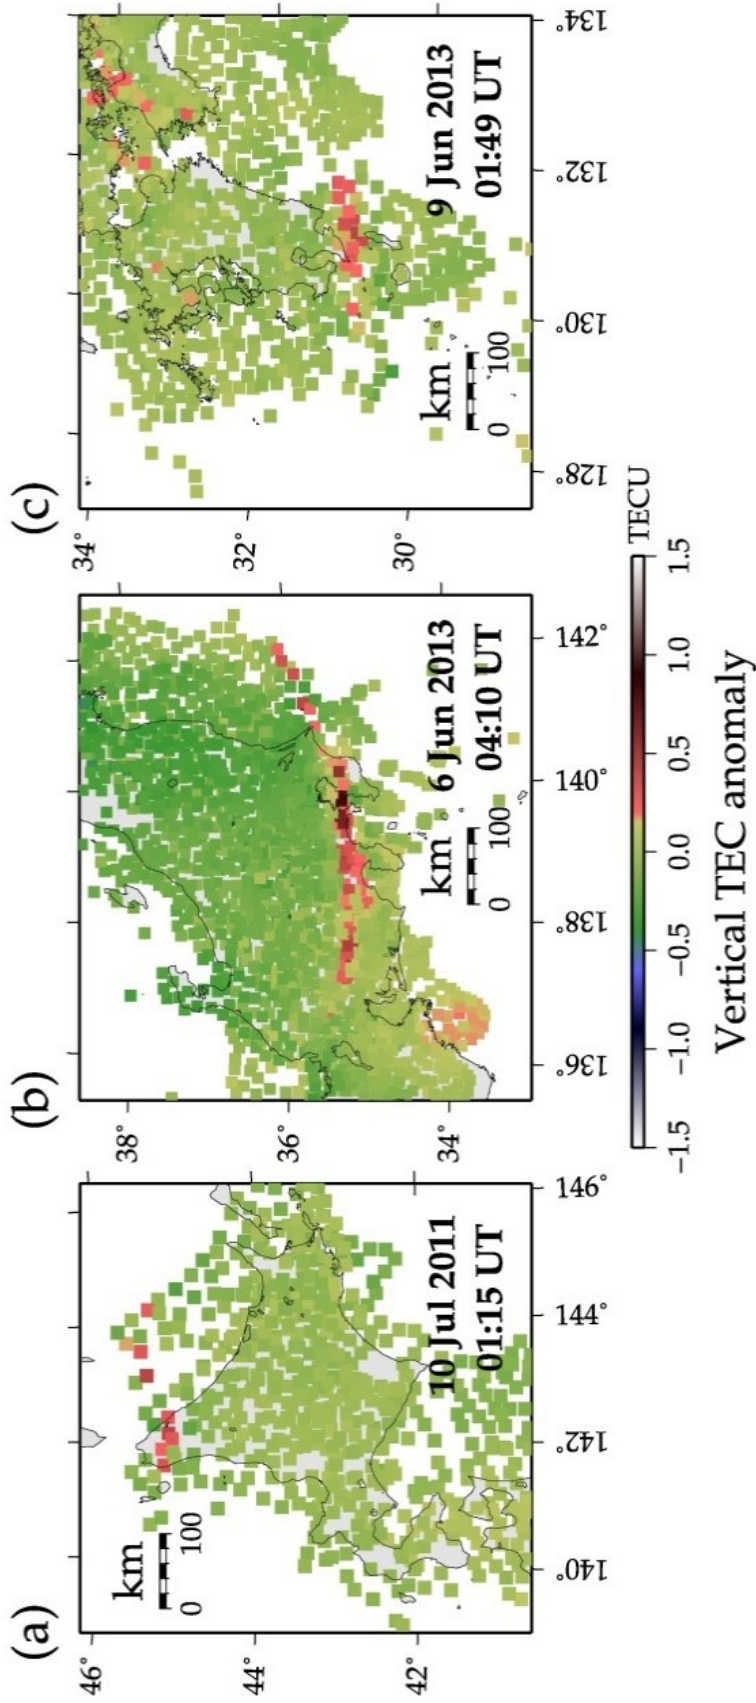 (a)
46°
44°
42°
km
0 100
10 Jul 2011
01:15 UT
140° 142° 144° 146°
(b)
38°
36°
34°
6 Jun 2013
04:10 UT
km
0 100
136° 138° 140° 142°
(c)
34°
32°
30°
9 Jun 2013
01:49 UT
km
0 100
128° 130° 132° 134°
TECU
−1.5 −1.0 −0.5 0.0 0.5 1.0 1.5
Vertical TEC anomaly